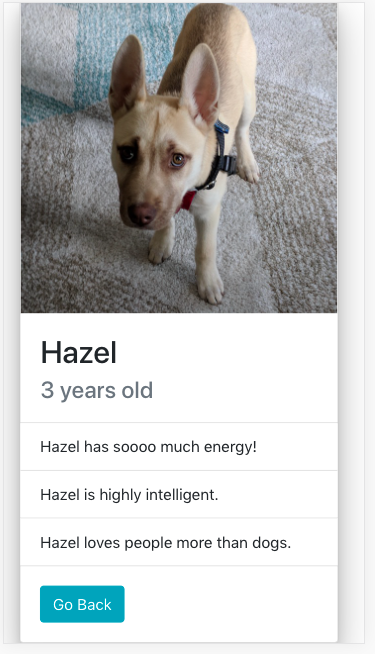 Hazel
3 years old
Hazel has soooo much energy!
Hazel is highly intelligent.
Hazel loves people more than dogs.
Go Back